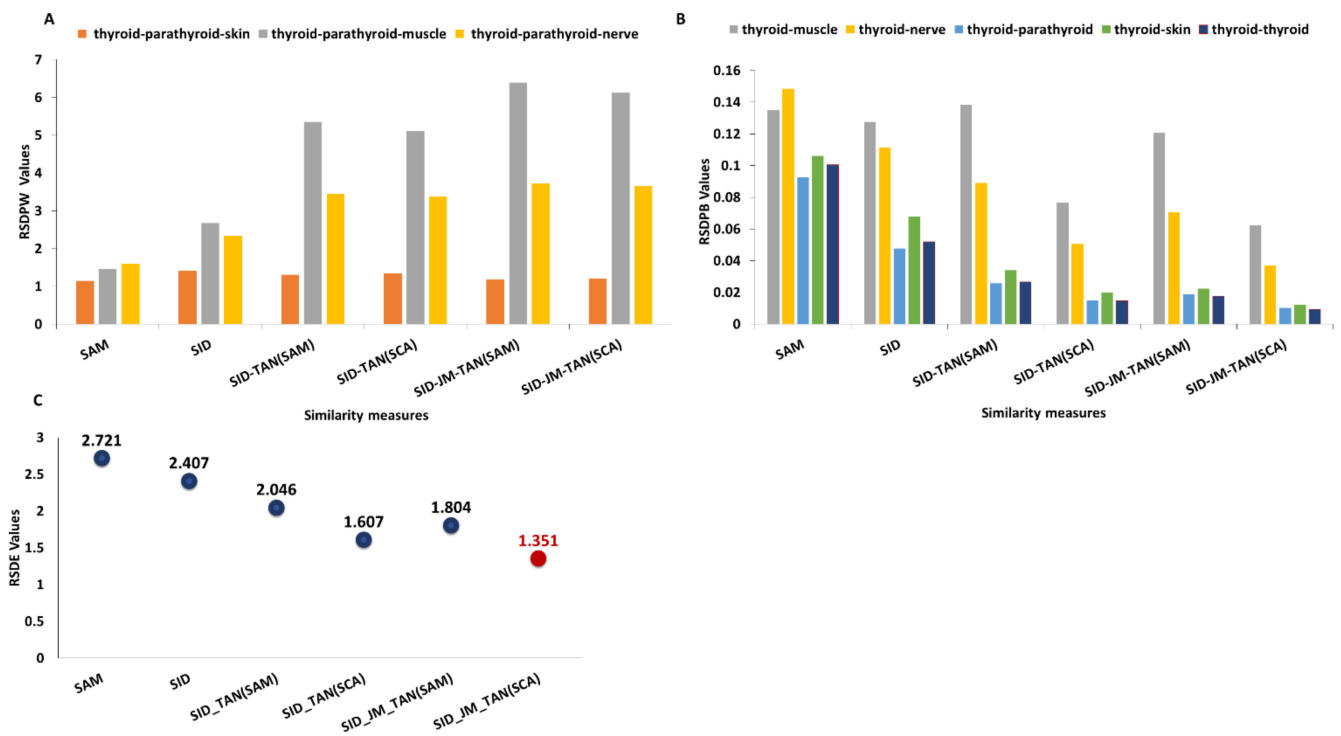 A
thyroid-parathyroid-skin thyroid-parathyroid-muscle thyroid-parathyroid-nerve
RSDPW Values
7
6
5
4
3
2
1
0
SAM SID SID-TAN(SAM) SID-TAN(SCA) SID-JM-TAN(SAM) SID-JM-TAN(SCA)
Similarity measures
B
thyroid-muscle thyroid-nerve thyroid-parathyroid thyroid-skin thyroid-thyroid
RSDPB Values
0.16
0.14
0.12
0.1
0.08
0.06
0.04
0.02
0
SAM SID SID-TAN(SAM) SID-TAN(SCA) SID-JM-TAN(SAM) SID-JM-TAN(SCA)
Similarity measures
C
RSDE Values
3
2.5
2
1.5
1
0.5
0
2.721
2.407
2.046
1.607
1.804
1.351
SAM SID SID_TAN(SAM) SID_TAN(SCA) SID_JM_TAN(SAM) SID_JM_TAN(SCA)